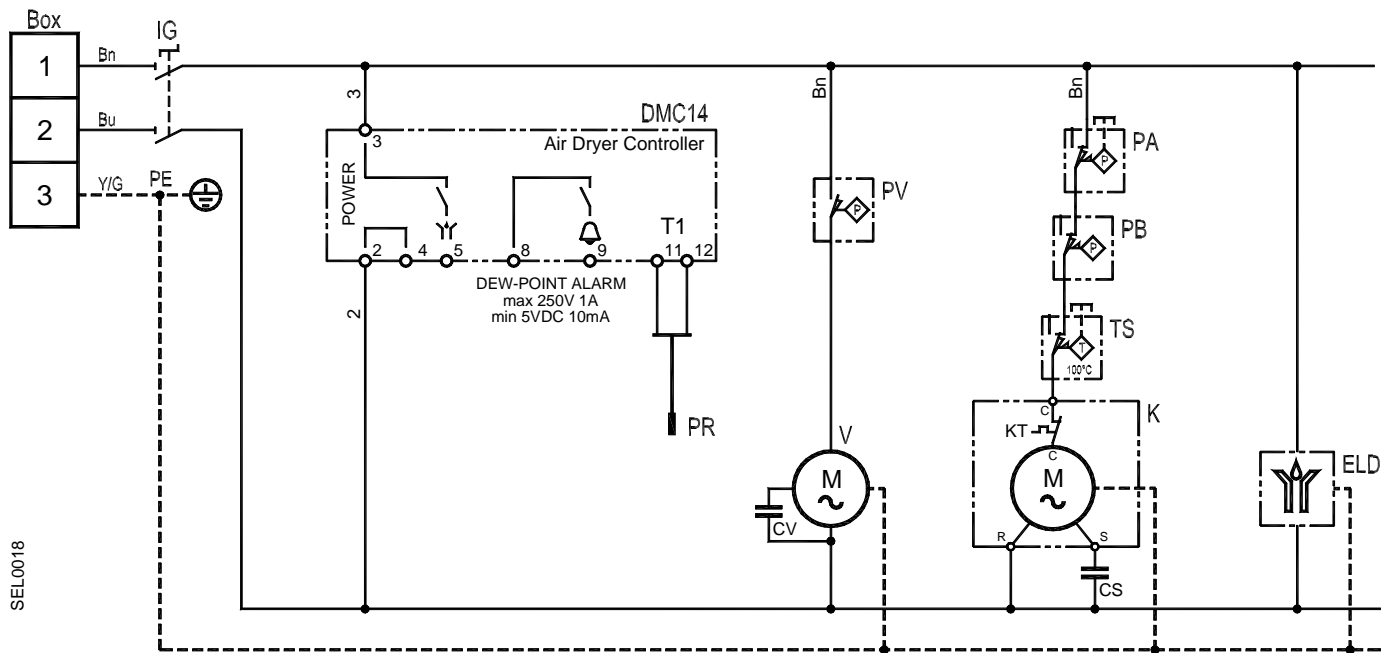 Box
IG
1
Bn
2
Bu
3
Y/G
PE
3
DMC14
3
Air Dryer Controller
POWER
T1
2
4
5
8
9
11
12
DEW-POINT ALARM
max 250V 1A
min 5VDC 10mA
2
PR
Bn
PV
P
V
M
CV
Bn
PA
P
PB
P
TS
T
100°C
C
K
KT
C
M
R
S
CS
ELD
SEL0018